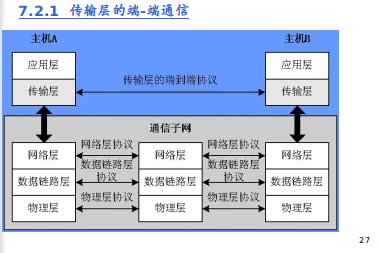 7.2.1 传输层的端-端通信
主机A 主机B
应用层 应用层
传输层 传输层的端到端协议 传输层
通信子网
网络层 网络层协议 网络层 网络层协议 网络层
数据链路层 数据链路层协议 数据链路层 数据链路层协议 数据链路层
物理层 物理层协议 物理层 物理层协议 物理层
27